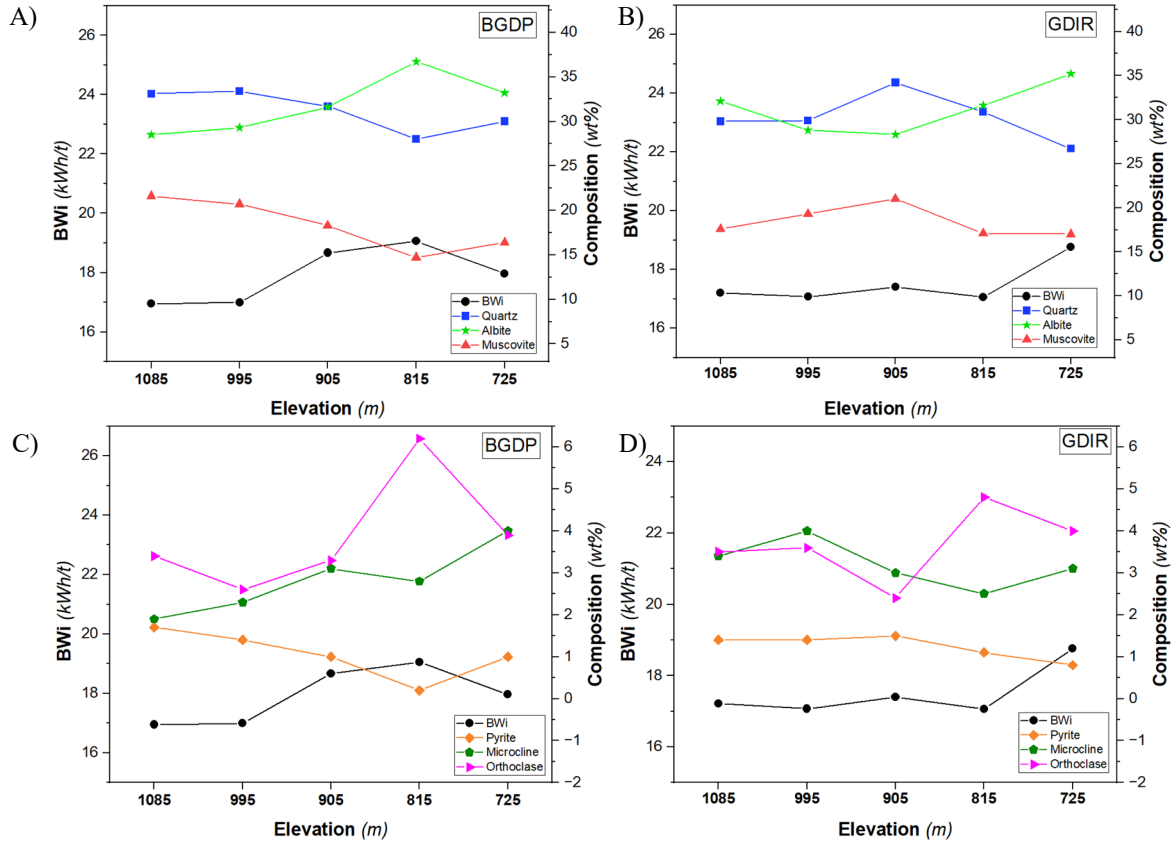 A)
BGDP
BWi (kWh/t)
26
24
22
20
18
16
40
35
30
25
20
15
10
5
Composition (wt%)
BWi
Quartz
Albite
Muscovite
1085 995 905 815 725
Elevation (m)
B)
GDIR
BWi (kWh/t)
26
24
22
20
18
16
40
35
30
25
20
15
10
5
Composition (wt%)
BWi
Quartz
Albite
Muscovite
1085 995 905 815 725
Elevation (m)
C)
BGDP
BWi (kWh/t)
26
24
22
20
18
16
6
5
4
3
2
1
0
−1
−2
Composition (wt%)
BWi
Pyrite
Microcline
Orthoclase
1085 995 905 815 725
Elevation (m)
D)
GDIR
BWi (kWh/t)
24
22
20
18
16
6
5
4
3
2
1
0
−1
−2
Composition (wt%)
BWi
Pyrite
Microcline
Orthoclase
1085 995 905 815 725
Elevation (m)